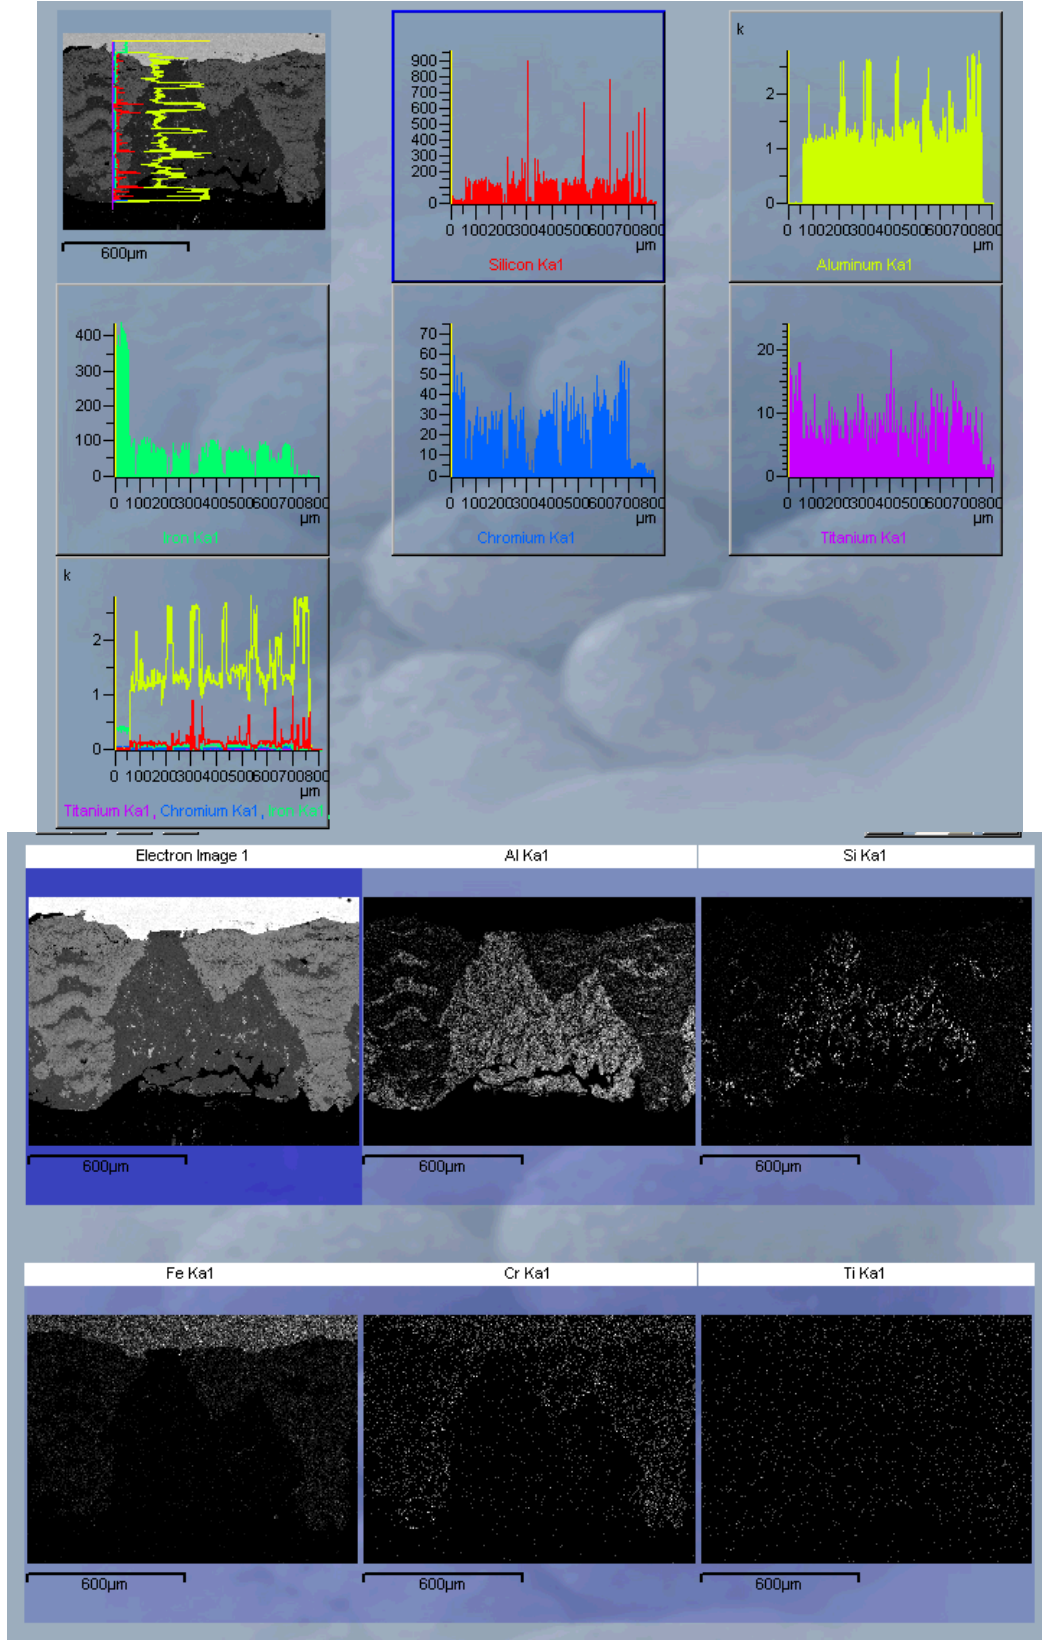 600µm
900
800
700
600
500
400
300
200
100
0
0 100200300400500600700800
µm
Silicon Ka1
k
2
1
0
0 100200300400500600700800
µm
Aluminum Ka1
400
300
200
100
0
0 100200300400500600700800
µm
Iron Ka1
70
60
50
40
30
20
10
0
0 100200300400500600700800
µm
Chromium Ka1
20
10
0
0 100200300400500600700800
µm
Titanium Ka1
k
2
1
0
0 100200300400500600700800
µm
Titanium Ka1, Chromium Ka1, Iron Ka1,
Electron Image 1
Al Ka1
Si Ka1
600µm
600µm
600µm
Fe Ka1
Cr Ka1
Ti Ka1
600µm
600µm
600µm